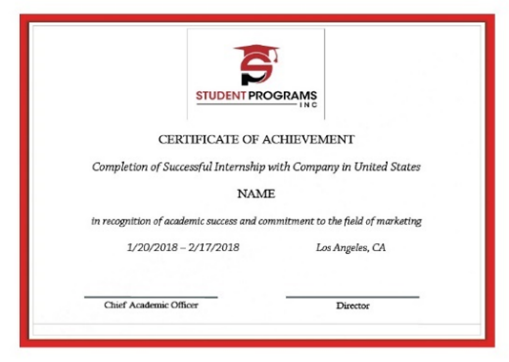 STUDENT PROGRAMS
INC
CERTIFICATE OF ACHIEVEMENT
Completion of Successful Internship with Company in United States
NAME
in recognition of academic success and commitment to the field of marketing
1/20/2018 – 2/17/2018 Los Angeles, CA
Chief Academic Officer Director